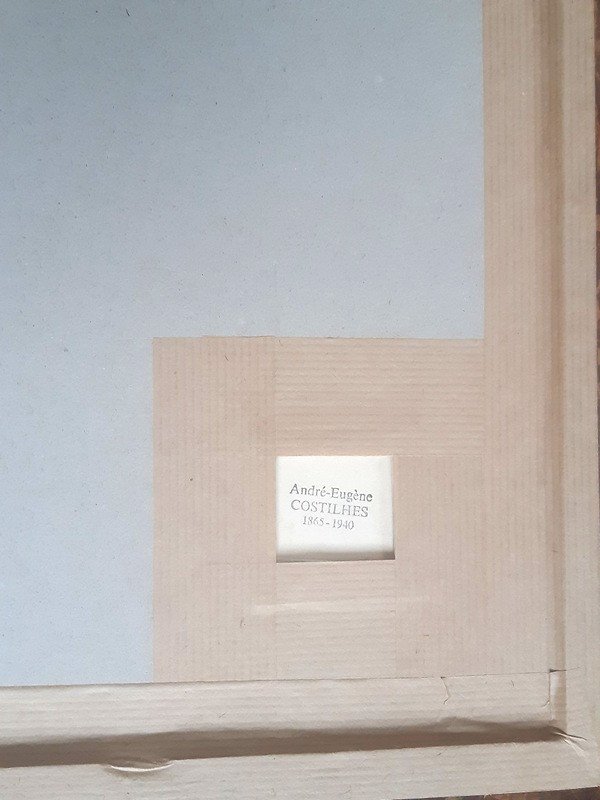 André-Eugène
COSTILHES
1865-1940